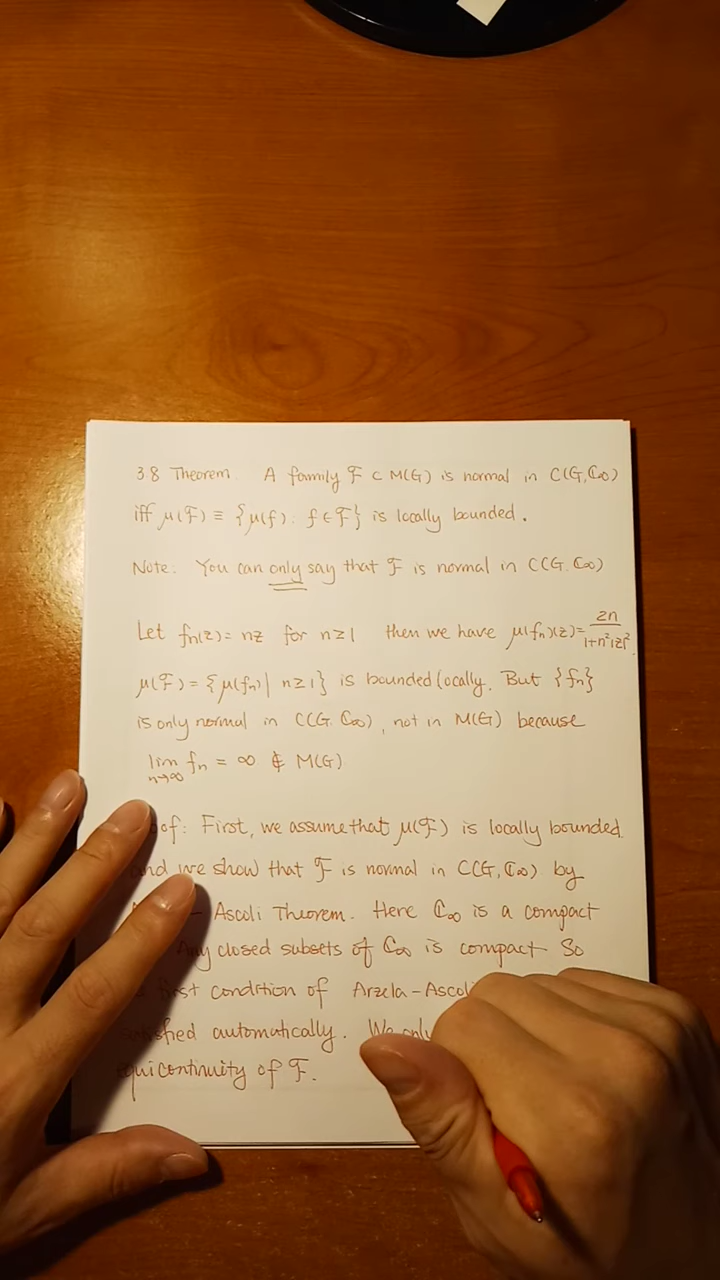 3.8 Theorem. A family ℱ ⊂ M(G) is normal in C(G,ℂ∞)
iff μ(ℱ) ≡ {μ(f) : f ∈ ℱ} is locally bounded.
Note: You can only say that ℱ is normal in C(G,ℂ∞)
Let fn(z) = nz for n≥1 then we have μ(fn)(z) = 2n / 1+n²|z|².
μ(ℱ) = {μ(fn) | n≥1} is bounded locally. But {fn}
is only normal in C(G,ℂ∞), not in M(G) because
lim n→∞ fn = ∞ ∉ M(G)
of: First, we assume that μ(ℱ) is locally bounded.
and we show that ℱ is normal in C(G,ℂ∞) by
- Ascoli Theorem. Here ℂ∞ is a compact
Any closed subsets of ℂ∞ is compact So
first condition of Arzela-Ascoli
satisfied automatically. We only
equicontinuity of ℱ.